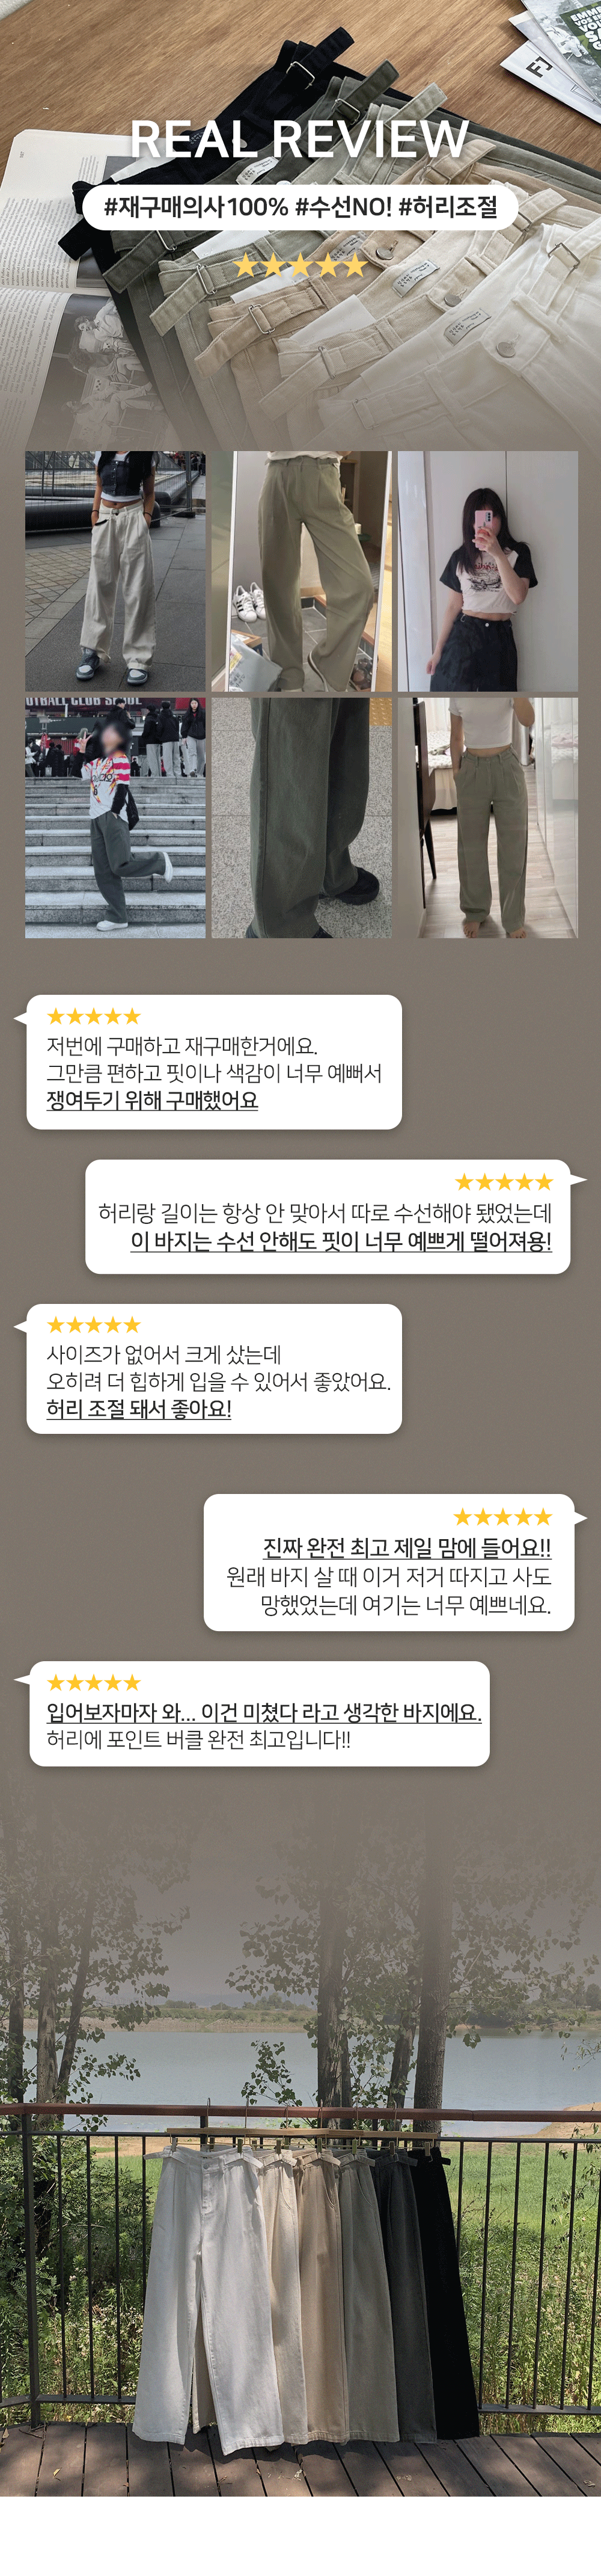 REAL REVIEW
#재구매의사100% #수선NO! #허리조절
★★★★★
★★★★★
저번에 구매하고 재구매한거에요.
그만큼 편하고 핏이나 색감이 너무 예뻐서
쟁여두기 위해 구매했어요
★★★★★
허리랑 길이는 항상 안 맞아서 따로 수선해야 됐었는데
이 바지는 수선 안해도 핏이 너무 예쁘게 떨어져용!
★★★★★
사이즈가 없어서 크게 샀는데
오히려 더 힙하게 입을 수 있어서 좋았어요.
허리 조절 돼서 좋아요!
★★★★★
진짜 완전 최고 제일 맘에 들어요!!
원래 바지 살 때 이거 저거 따지고 사도
망했었는데 여기는 너무 예쁘네요.
★★★★★
입어보자마자 와... 이건 미쳤다 라고 생각한 바지에요.
허리에 포인트 버클 완전 최고입니다!!